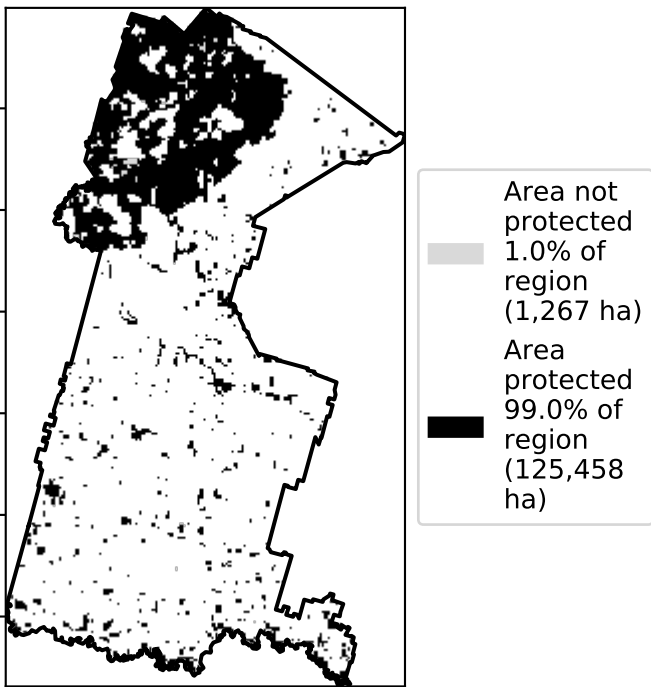 Area not
protected
1.0% of
region
(1,267 ha)
Area
protected
99.0% of
region
(125,458
ha)